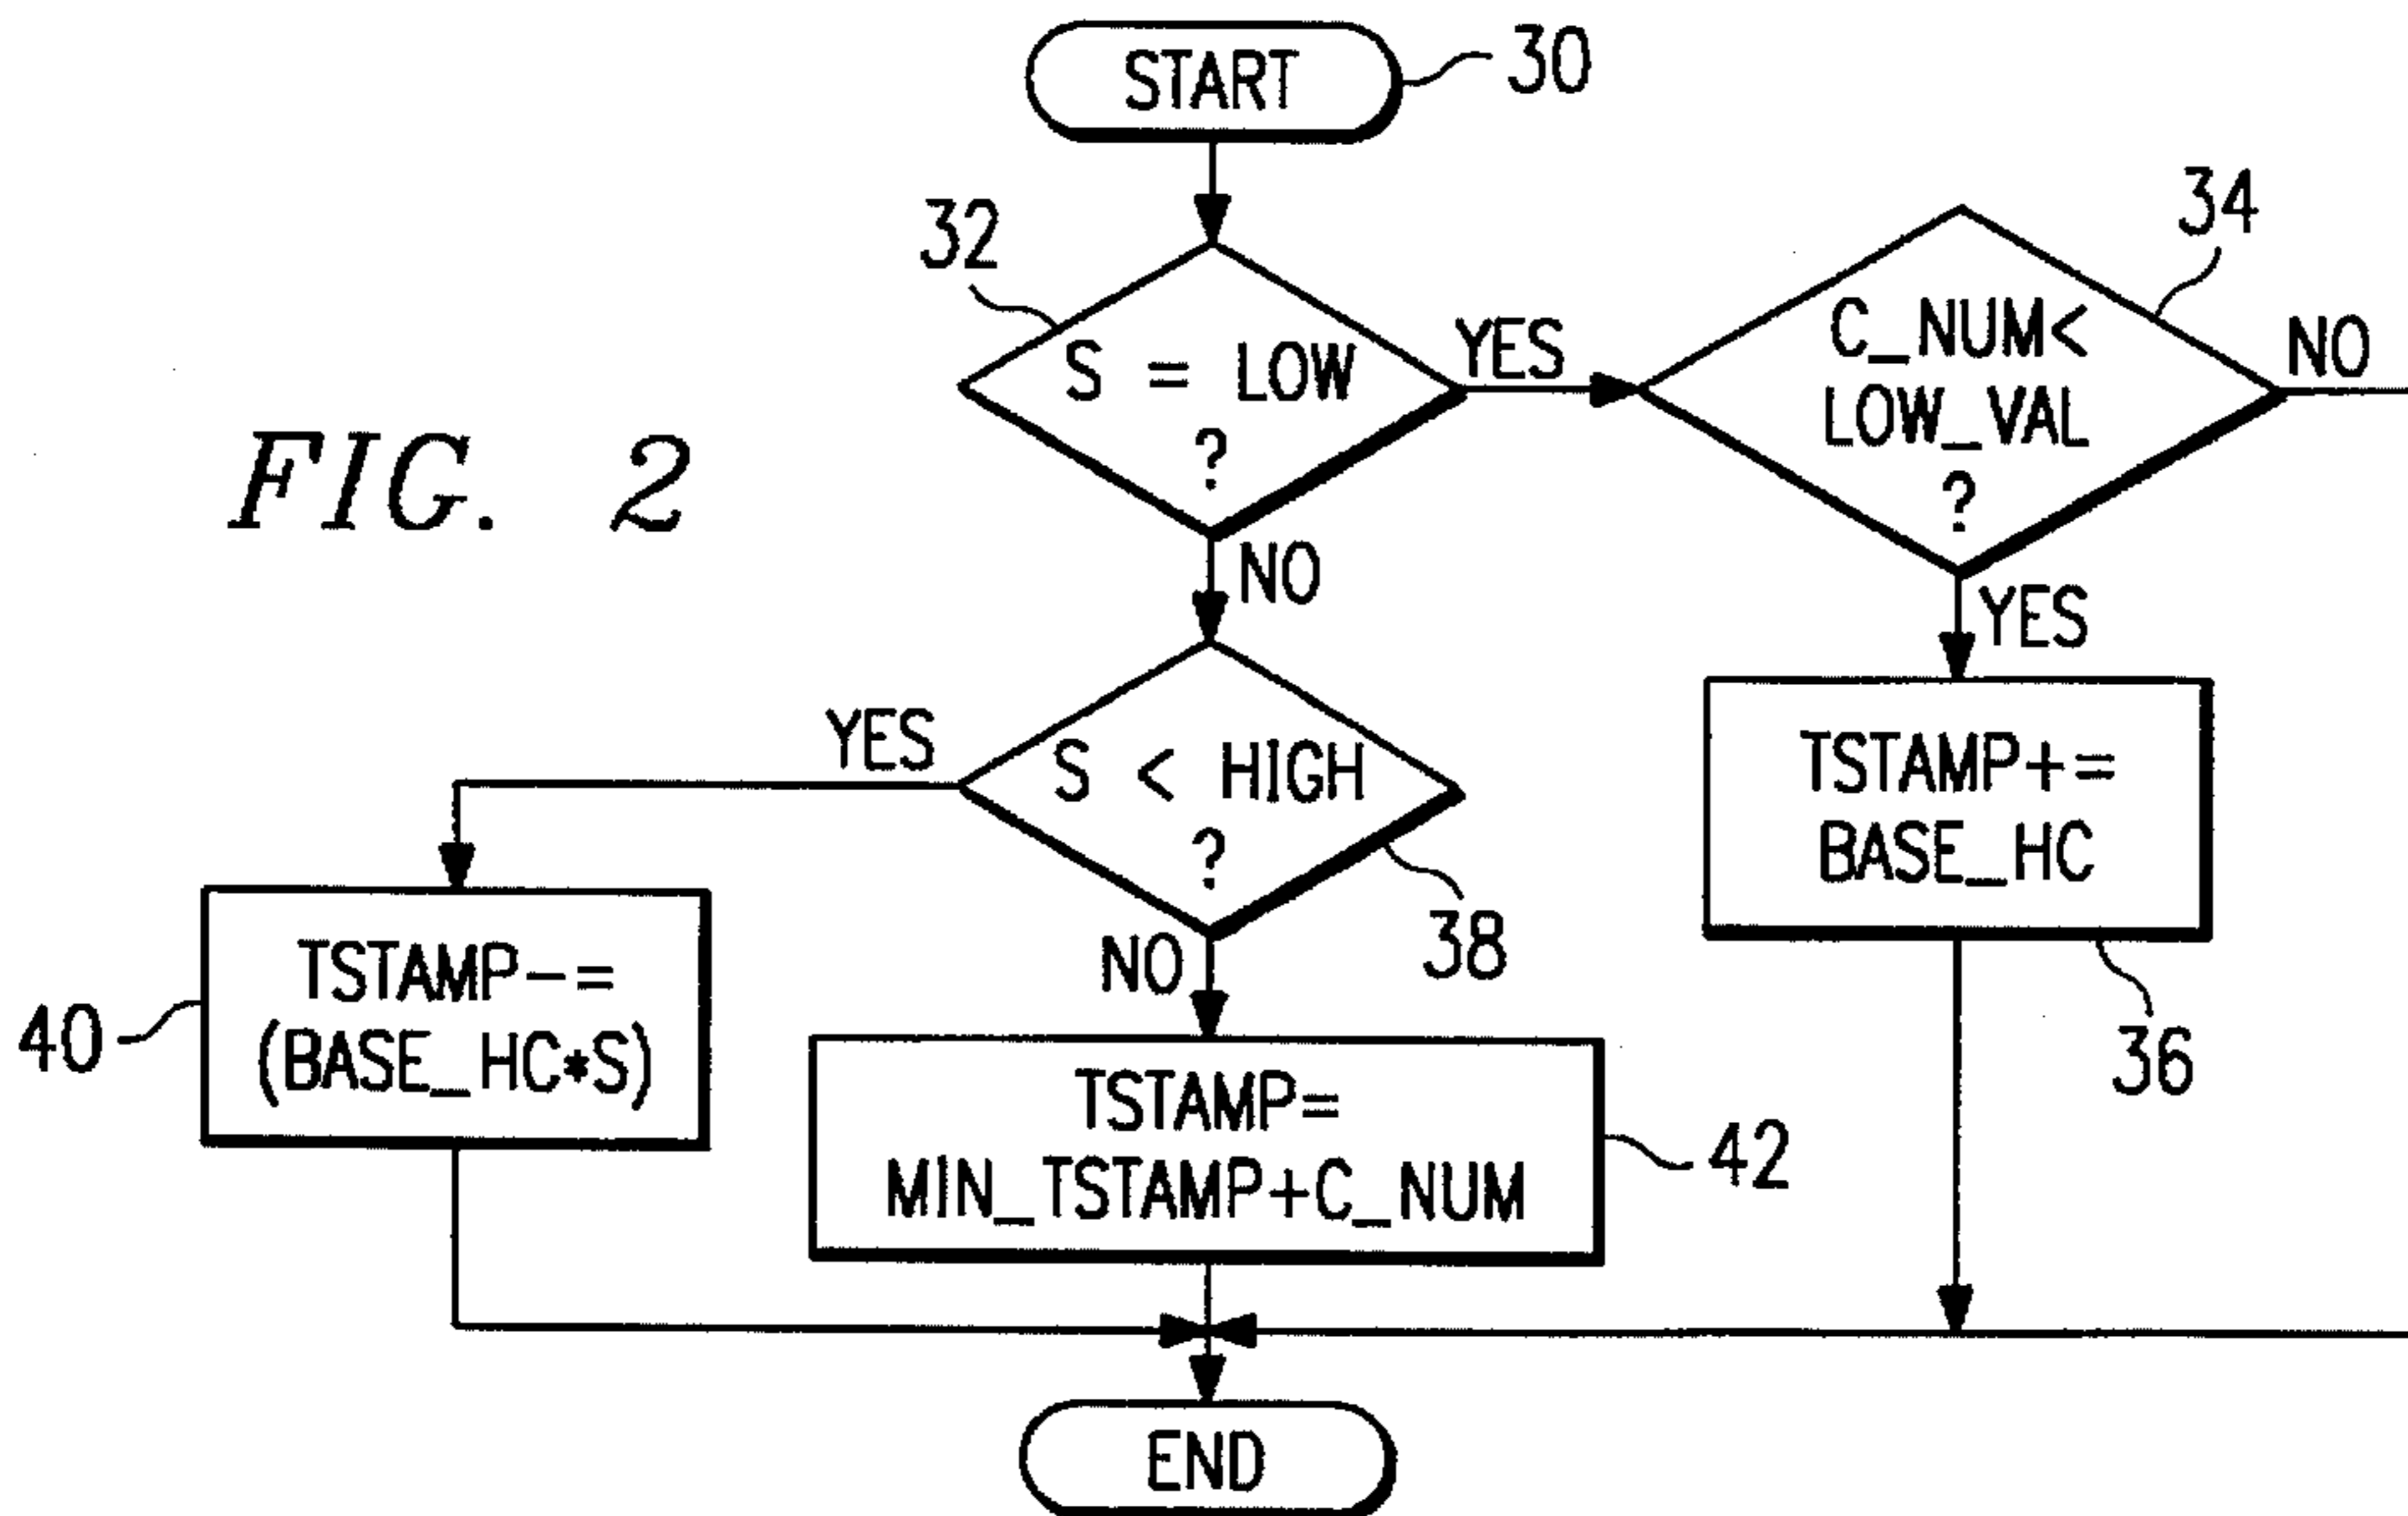 START
30
32
34
S = LOW
?
YES
C_NUM<
LOW_VAL
?
NO
FIG. 2
NO
YES
YES
S < HIGH
?
TSTAMP+=
BASE_HC
38
NO
36
40
TSTAMP-=
(BASE_HC*S)
TSTAMP=
MIN_TSTAMP+C_NUM
42
END